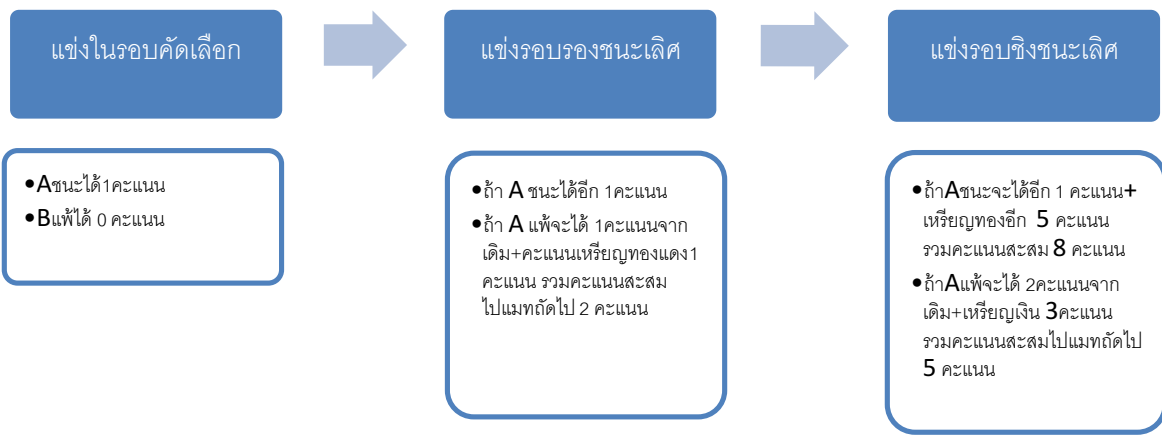 แข่งในรอบคัดเลือก
แข่งรอบรองชนะเลิศ
แข่งรอบชิงชนะเลิศ
•Aชนะได้1คะแนน
•Bแพ้ได้ 0 คะแนน
•ถ้า A ชนะได้อีก 1คะแนน
•ถ้า A แพ้จะได้ 1คะแนนจาก
เดิม+คะแนนเหรียญทองแดง1
คะแนน รวมคะแนนสะสม
ไปแมทถัดไป 2 คะแนน
•ถ้าAชนะจะได้อีก 1 คะแนน+
เหรียญทองอีก 5 คะแนน
รวมคะแนนสะสม 8 คะแนน
•ถ้าAแพ้จะได้ 2คะแนนจาก
เดิม+เหรียญเงิน 3คะแนน
รวมคะแนนสะสมไปแมทถัดไป
5 คะแนน